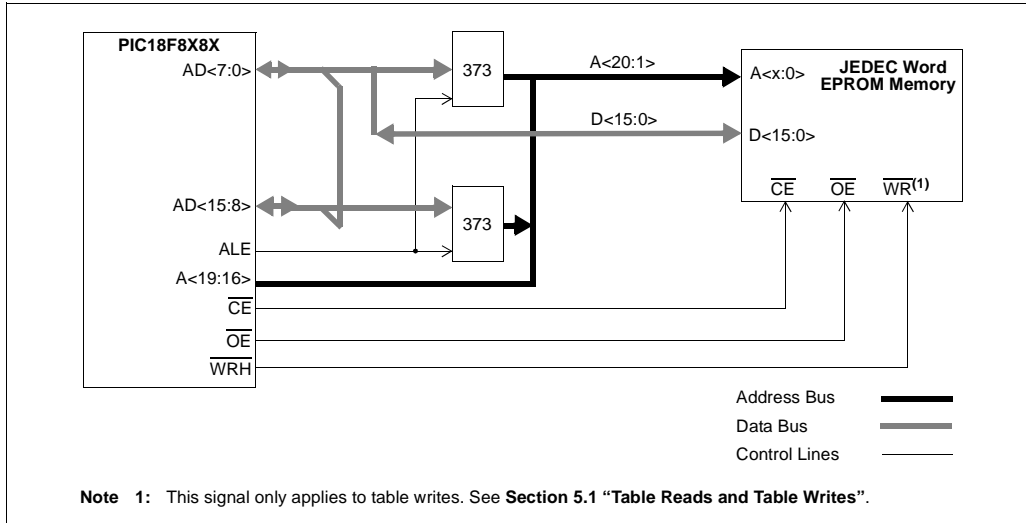 PIC18F8X8X
AD<7:0>
373
A<20:1>
A<x:0>
JEDEC Word
EPROM Memory
D<15:0>
D<15:0>
CE
OE
WR(1)
AD<15:8>
373
ALE
A<19:16>
CE
OE
WRH
Address Bus
Data Bus
Control Lines
Note 1: This signal only applies to table writes. See Section 5.1 “Table Reads and Table Writes”.